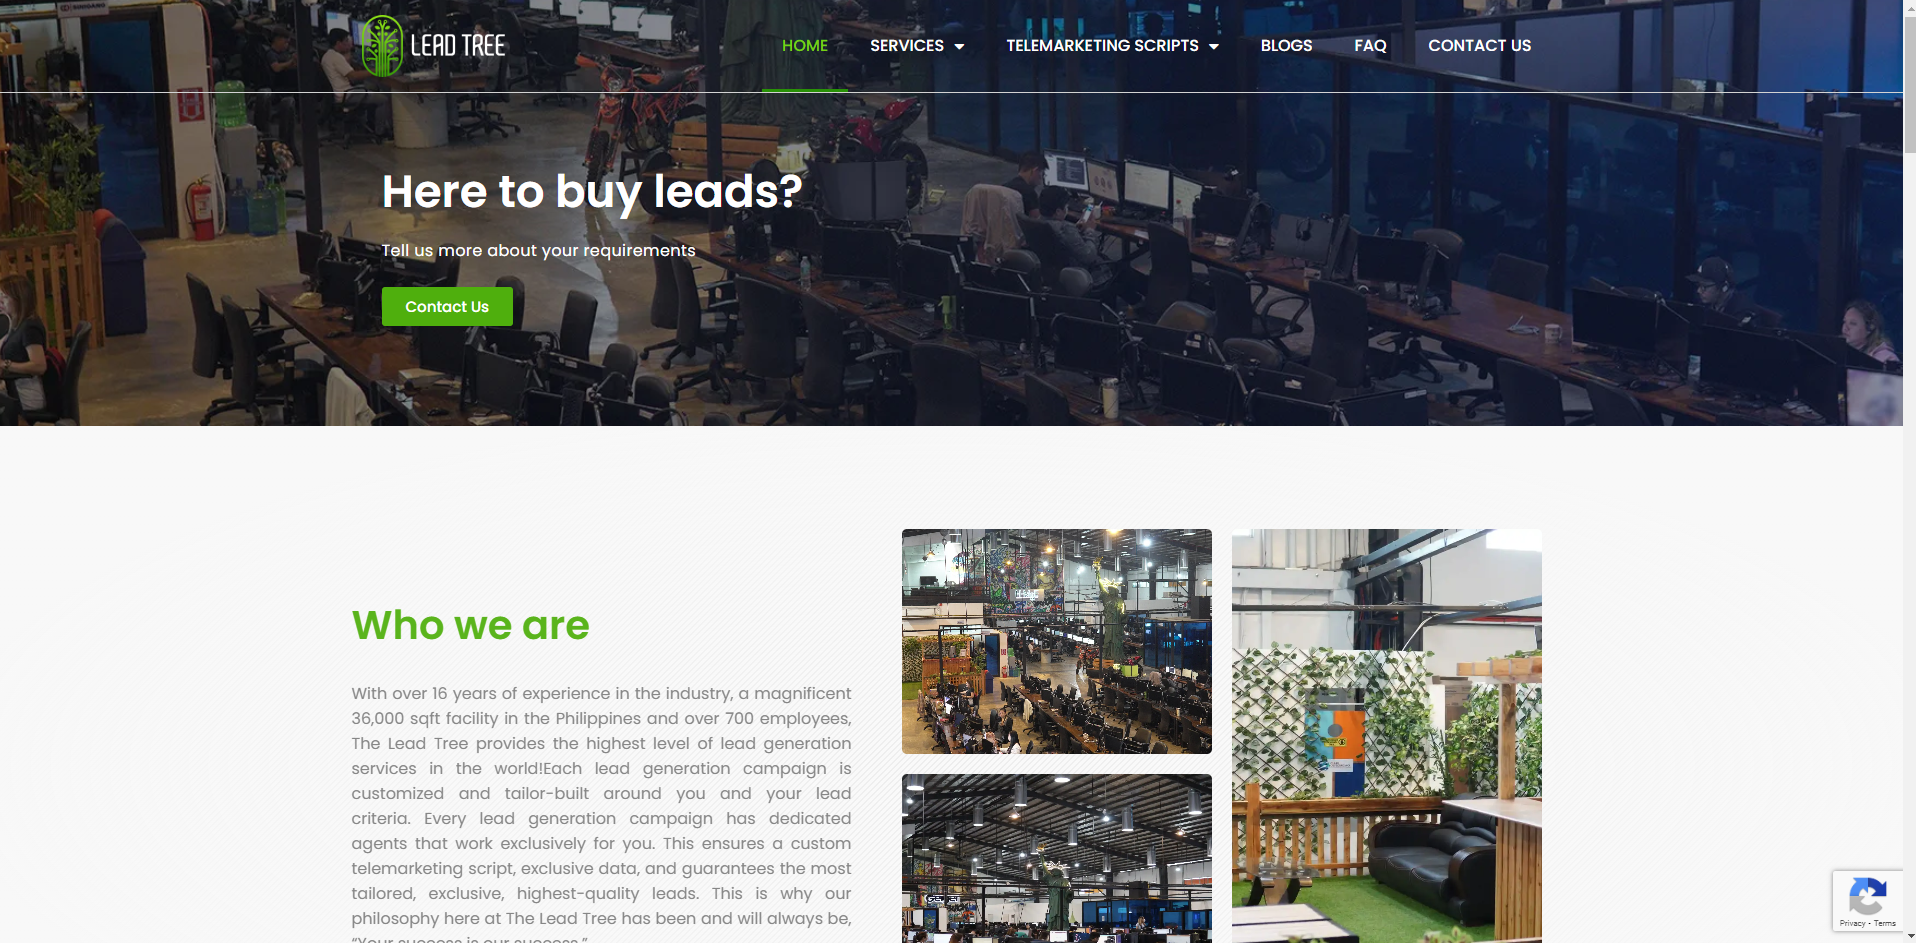 LEAD TREE
HOME
SERVICES
TELEMARKETING SCRIPTS
BLOGS
FAQ
CONTACT US
Here to buy leads?
Tell us more about your requirements
Contact Us
Who we are
With over 16 years of experience in the industry, a magnificent
36,000 sqft facility in the Philippines and over 700 employees,
The Lead Tree provides the highest level of lead generation
services in the world!Each lead generation campaign is
customized and tailor-built around you and your lead
criteria. Every lead generation campaign has dedicated
agents that work exclusively for you. This ensures a custom
telemarketing script, exclusive data, and guarantees the most
tailored, exclusive, highest-quality leads. This is why our
philosophy here at The Lead Tree has been and will always be,
“Your success is our success.”
Privacy - Terms